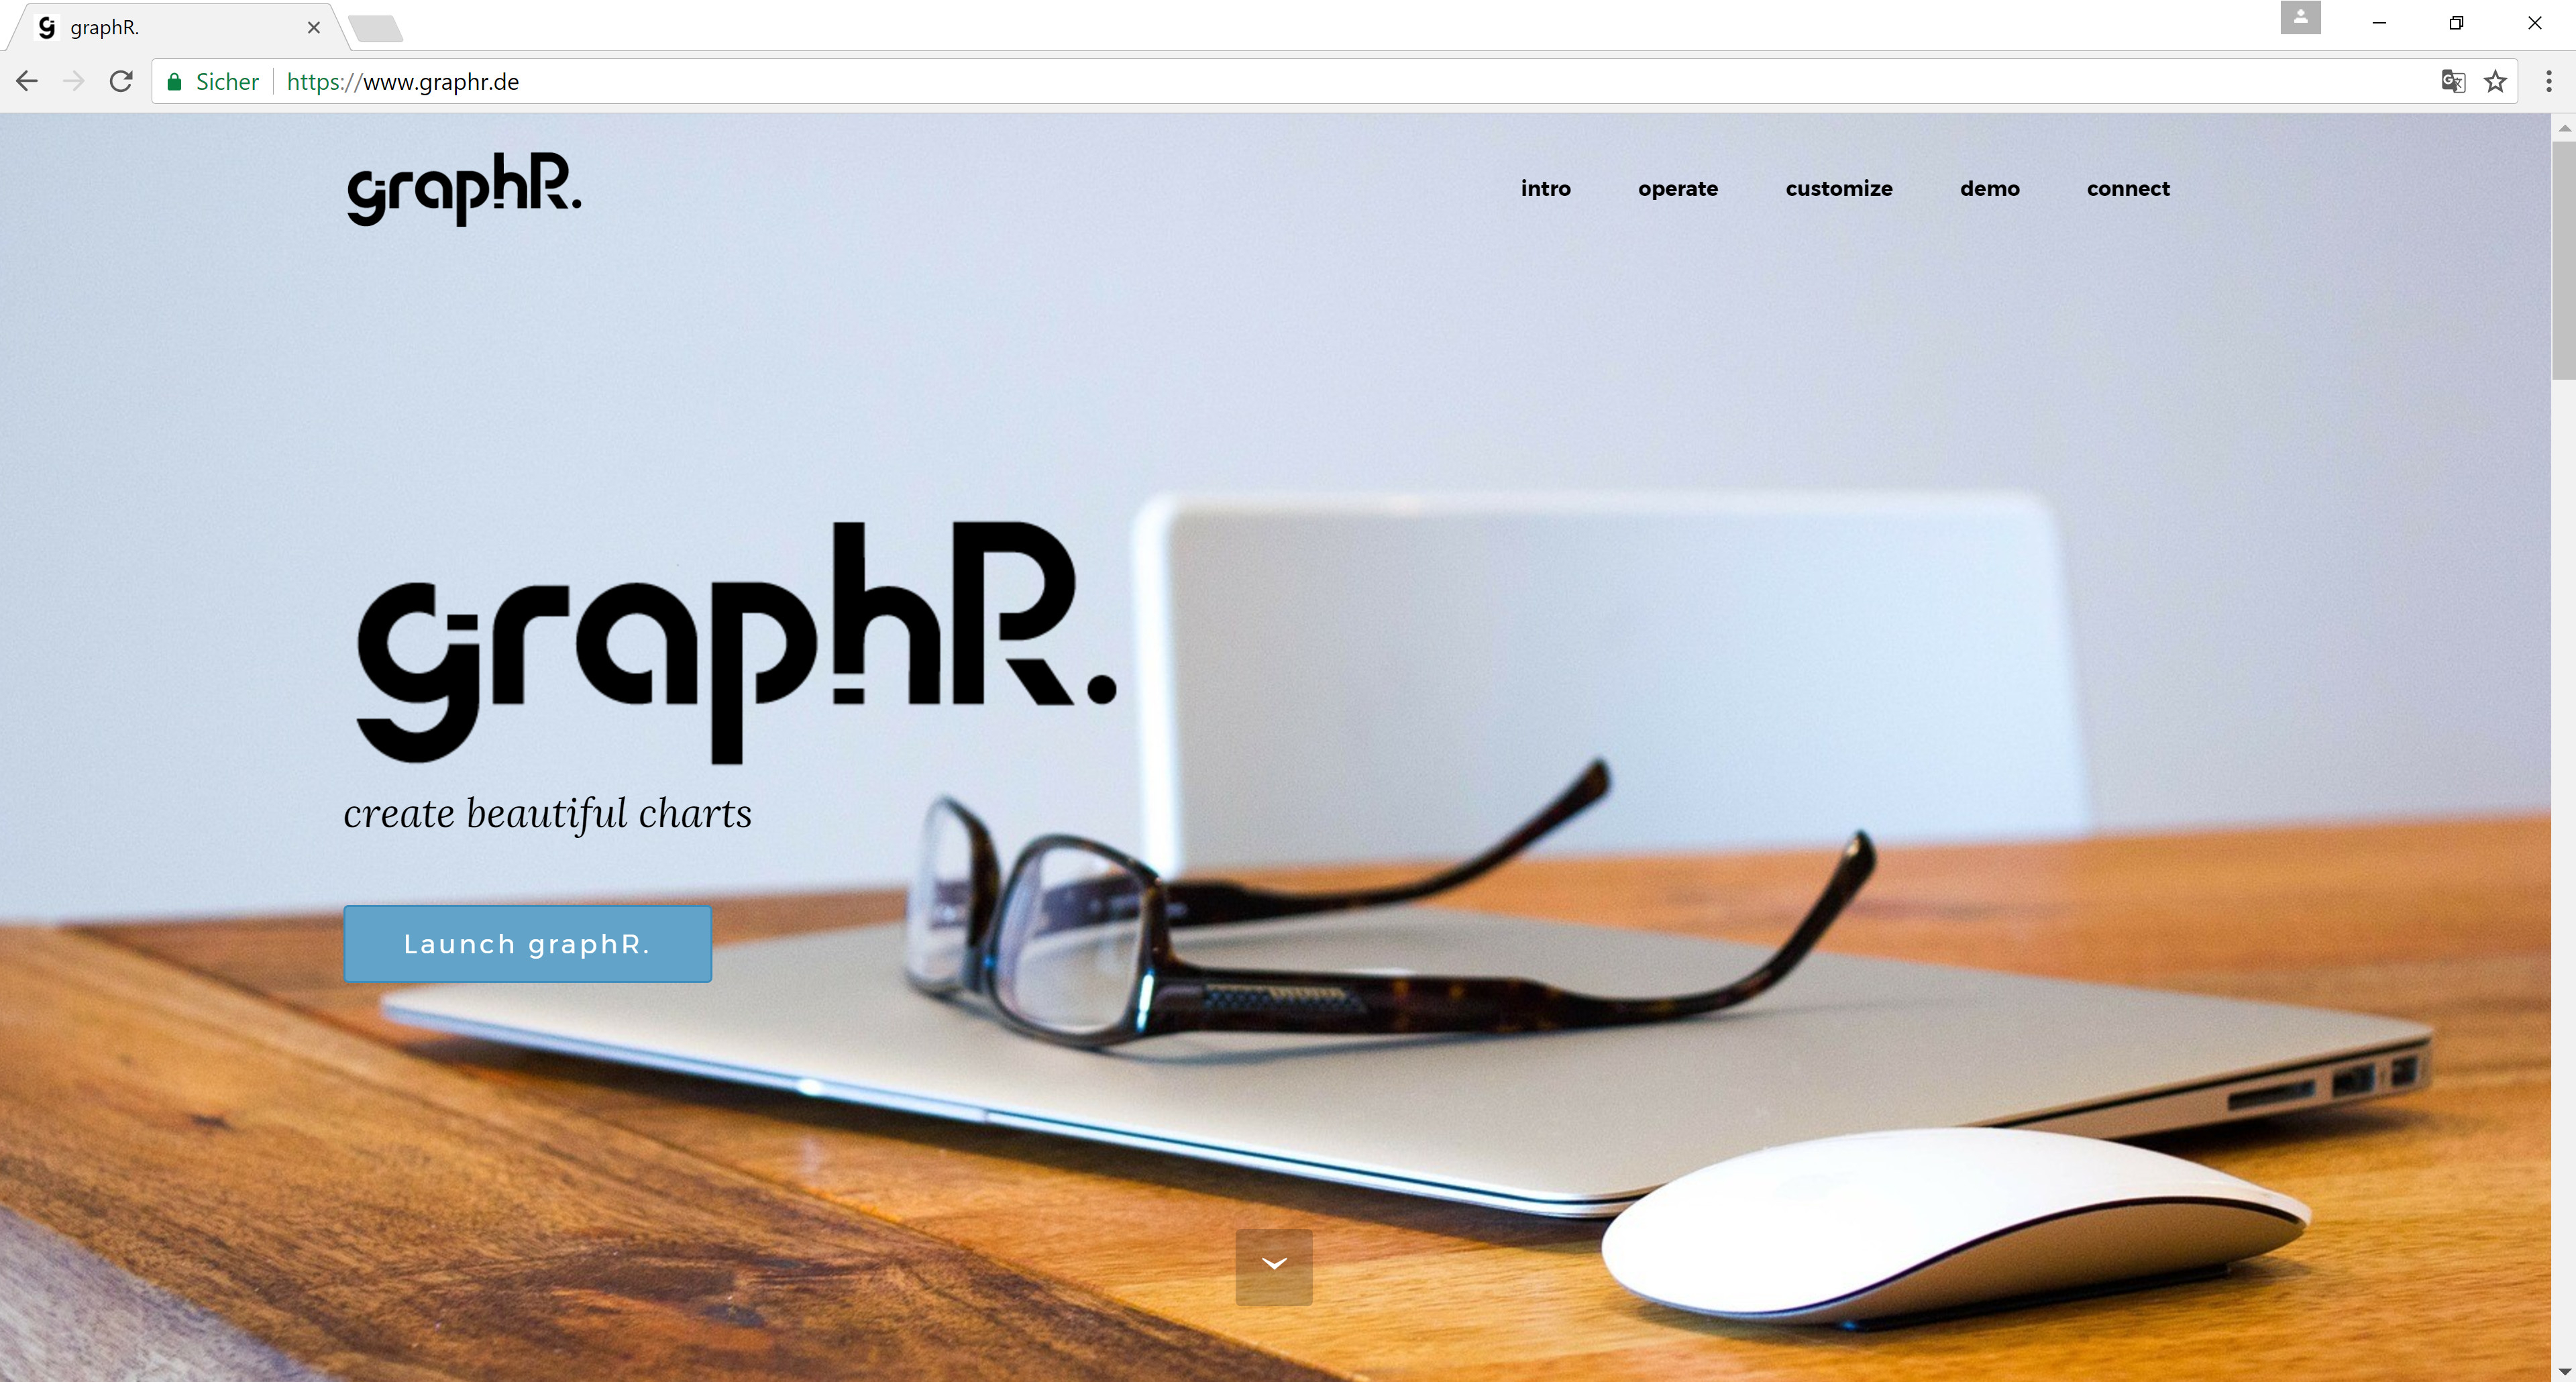 graphR.
Sicher https://www.graphr.de
graphR.
intro operate customize demo connect
graphR.
create beautiful charts
Launch graphR.